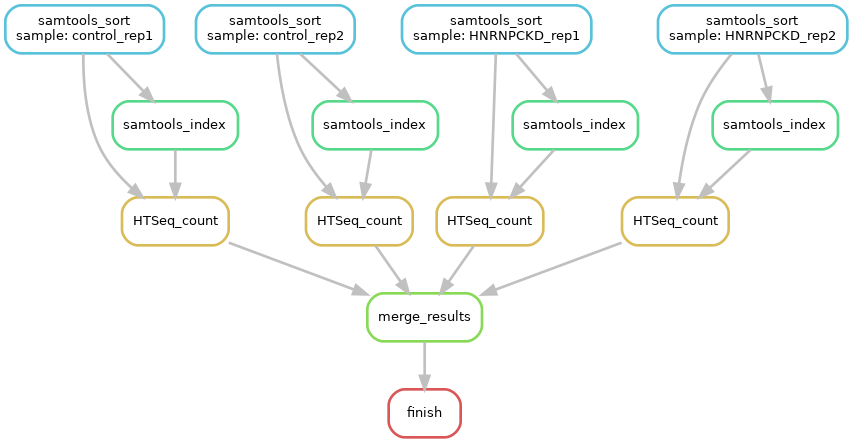 samtools_sort
sample: control_rep1
samtools_sort
sample: control_rep2
samtools_sort
sample: HNRNPCKD_rep1
samtools_sort
sample: HNRNPCKD_rep2
samtools_index
samtools_index
samtools_index
samtools_index
HTSeq_count
HTSeq_count
HTSeq_count
HTSeq_count
merge_results
finish